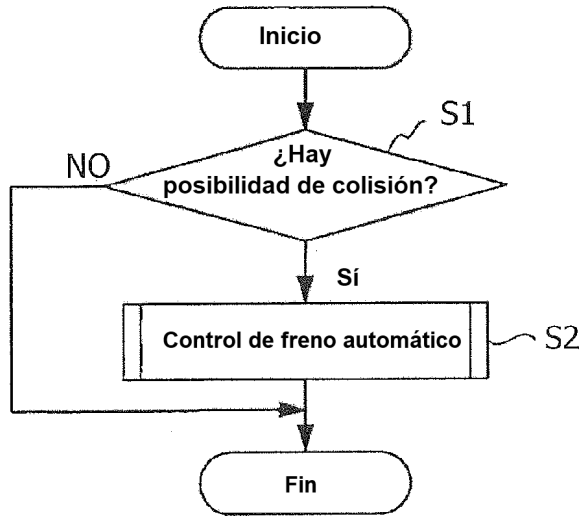 Inicio
S1
¿Hay
posibilidad de colisión?
NO
Sí
Control de freno automático
S2
Fin